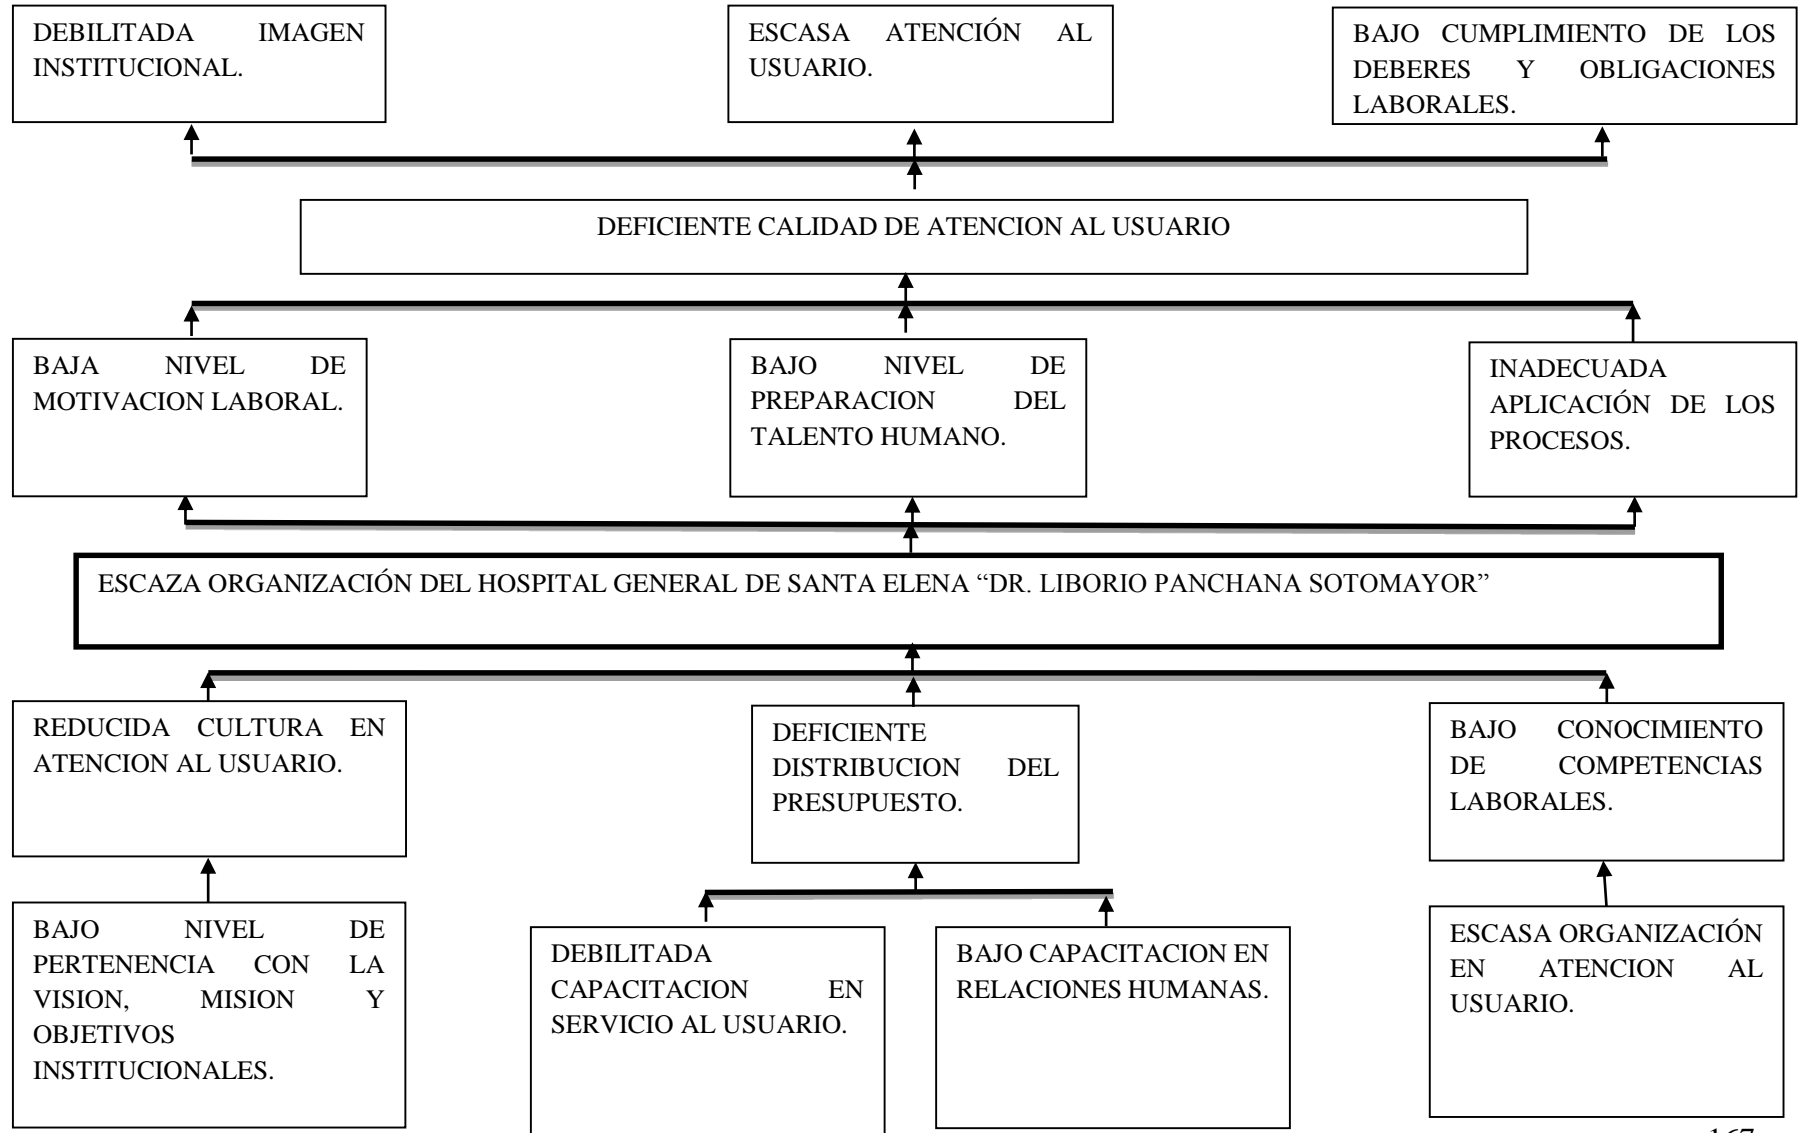 DEBILITADA IMAGEN
INSTITUCIONAL.
ESCASA ATENCIÓN AL
USUARIO.
BAJO CUMPLIMIENTO DE LOS
DEBERES Y OBLIGACIONES
LABORALES.
DEFICIENTE CALIDAD DE ATENCION AL USUARIO
BAJA NIVEL DE
MOTIVACION LABORAL.
BAJO NIVEL DE
PREPARACION DEL
TALENTO HUMANO.
INADECUADA
APLICACIÓN DE LOS
PROCESOS.
ESCAZA ORGANIZACIÓN DEL HOSPITAL GENERAL DE SANTA ELENA “DR. LIBORIO PANCHANA SOTOMAYOR”
REDUCIDA CULTURA EN
ATENCION AL USUARIO.
DEFICIENTE
DISTRIBUCION DEL
PRESUPUESTO.
BAJO CONOCIMIENTO
DE COMPETENCIAS
LABORALES.
BAJO NIVEL DE
PERTENENCIA CON LA
VISION, MISION Y
OBJETIVOS
INSTITUCIONALES.
DEBILITADA
CAPACITACION EN
SERVICIO AL USUARIO.
BAJO CAPACITACION EN
RELACIONES HUMANAS.
ESCASA ORGANIZACIÓN
EN ATENCION AL
USUARIO.
167